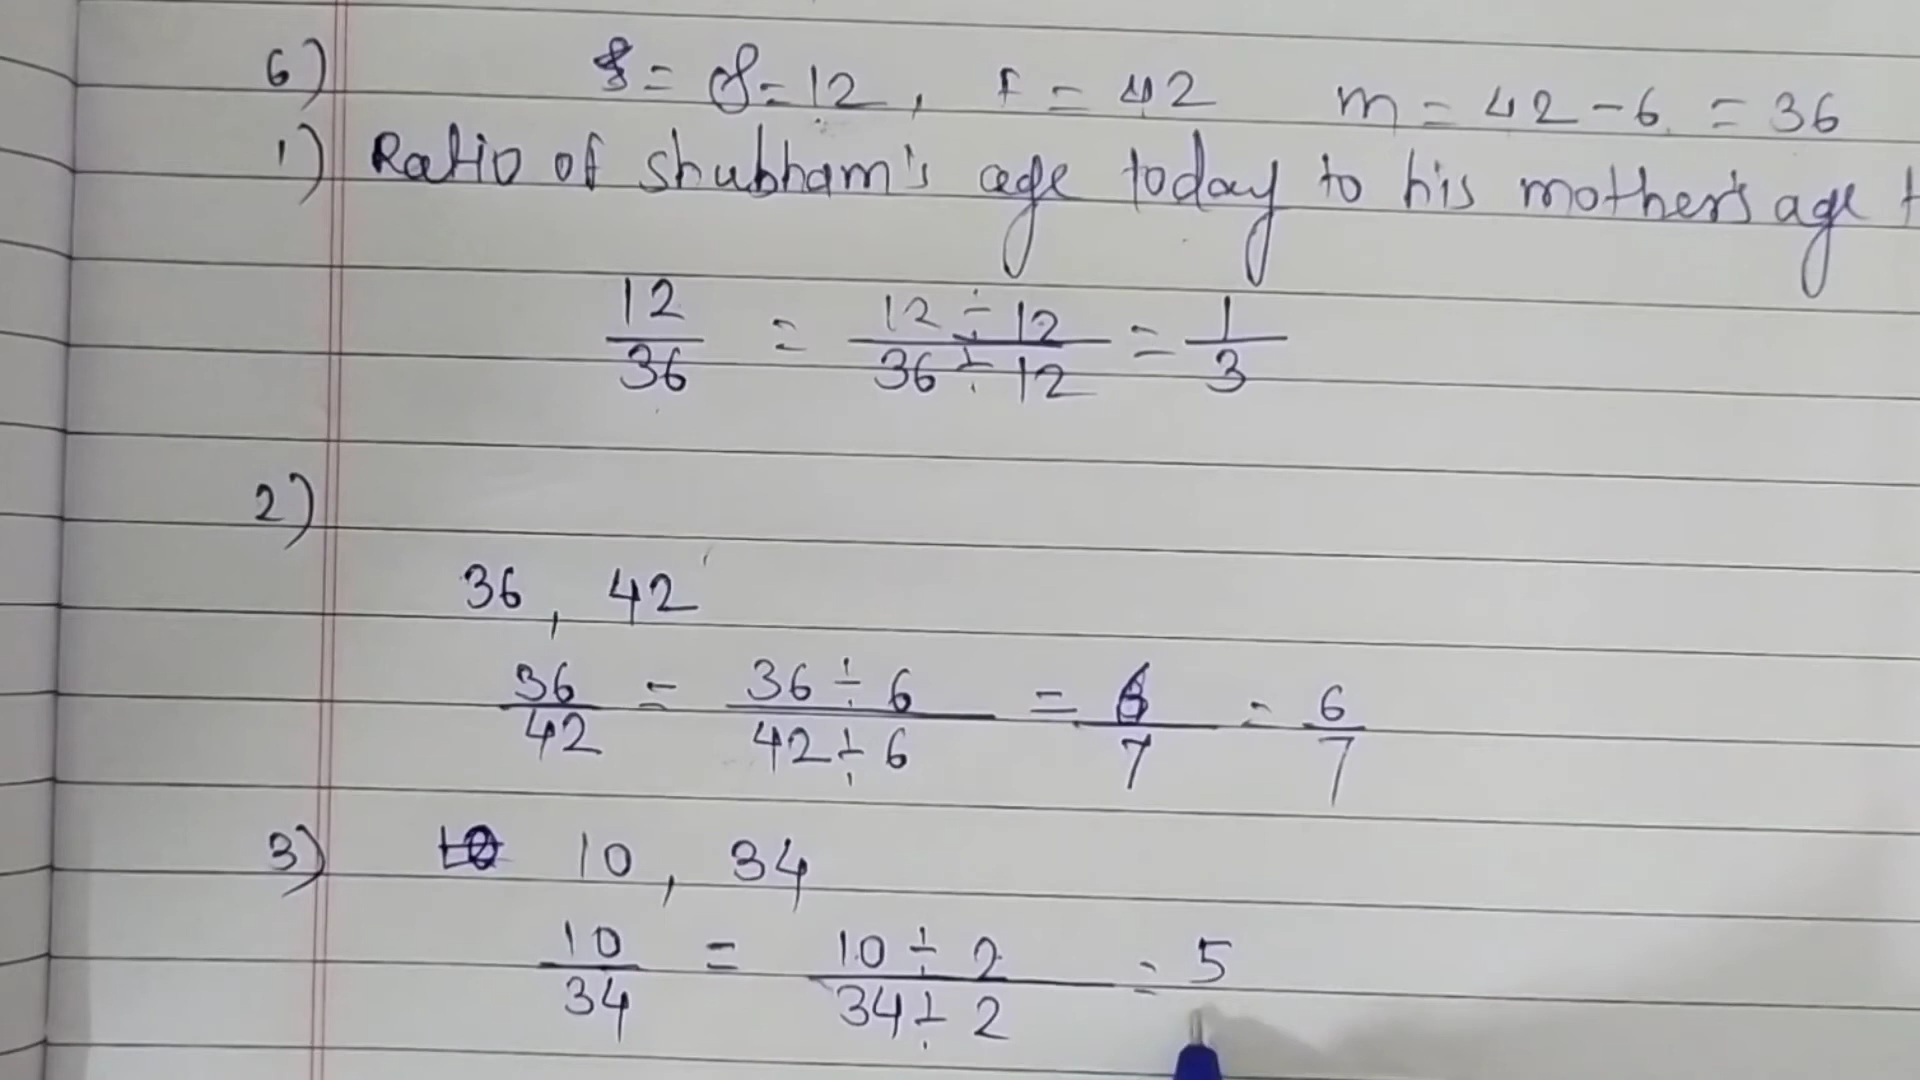 6) S = S = 12, F = 42 m = 42 - 6 = 36
1) Ratio of Shubham's age today to his mother's age
12/36 = 12 ÷ 12 / 36 ÷ 12 = 1/3
2)
36, 42
36/42 = 36 ÷ 6 / 42 ÷ 6 = 6/7 = 6/7
3) 10, 34
10/34 = 10 ÷ 2 / 34 ÷ 2 = 5